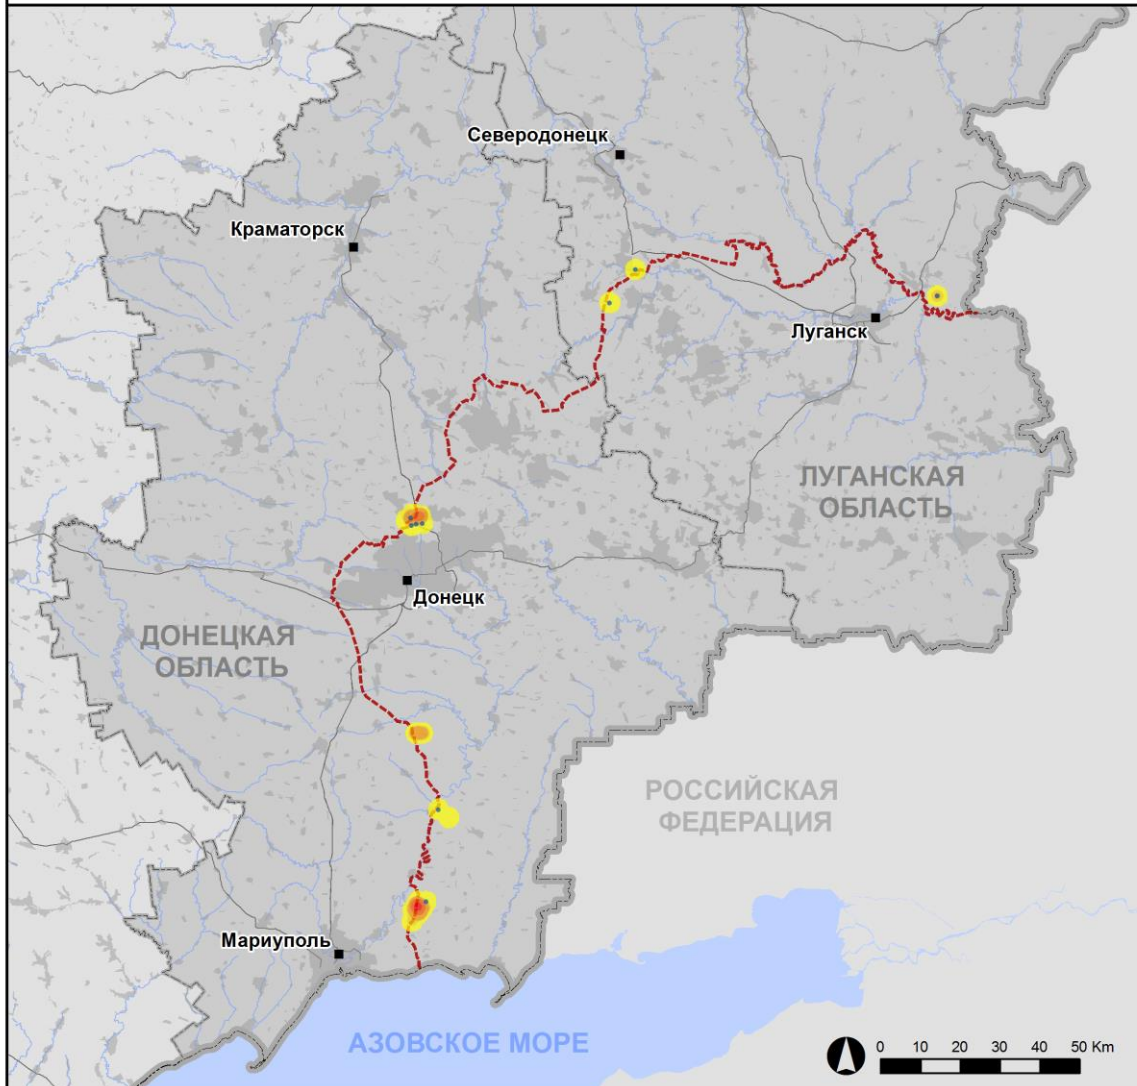 Северодонецк
Краматорск
Луганск
ЛУГАНСКАЯ
ОБЛАСТЬ
Донецк
ДОНЕЦКАЯ
ОБЛАСТЬ
РОССИЙСКАЯ
ФЕДЕРАЦИЯ
Мариуполь
АЗОВСКОЕ МОРЕ
0 10 20 30 40 50 Km